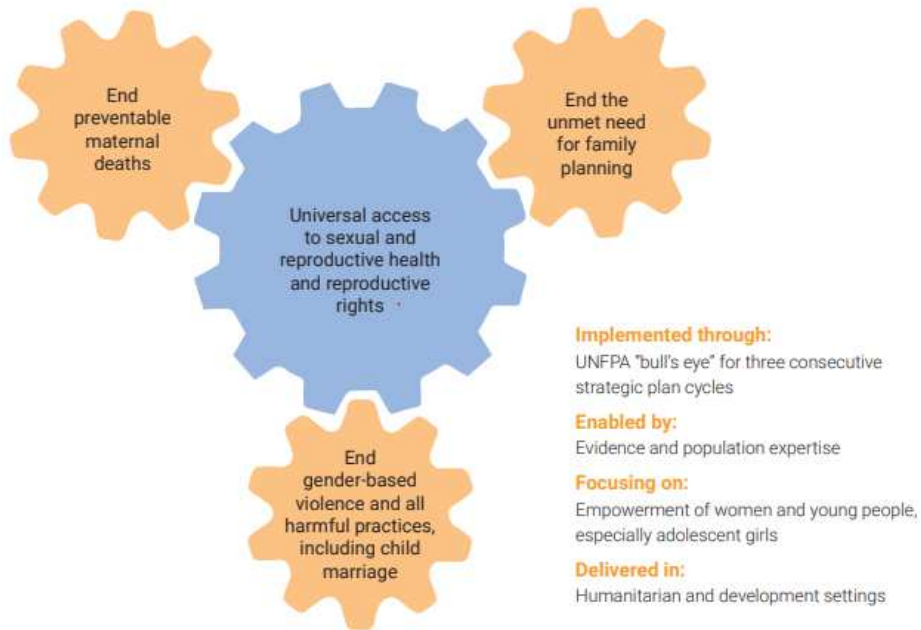 End
preventable
maternal
deaths
End the
unmet need
for family
planning
Universal access
to sexual and
reproductive health
and reproductive
rights
End
gender-based
violence and all
harmful practices,
including child
marriage
Implemented through:
UNFPA "bull's eye" for three consecutive
strategic plan cycles
Enabled by:
Evidence and population expertise
Focusing on:
Empowerment of women and young people,
especially adolescent girls
Delivered in:
Humanitarian and development settings